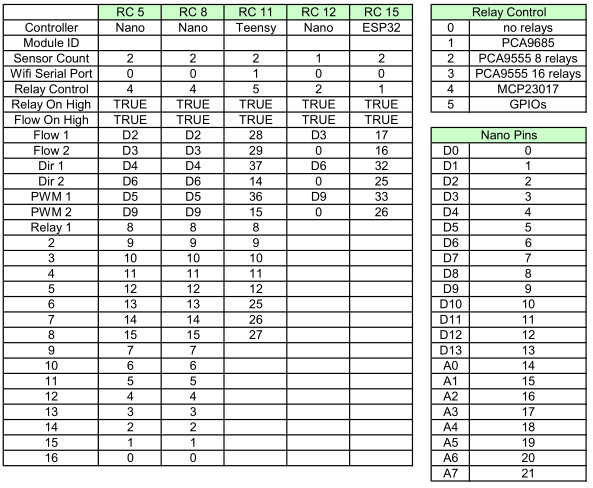 RC 5 RC 8 RC 11 RC 12 RC 15
Controller Nano Nano Teensy Nano ESP32
Module ID
Sensor Count 2 2 2 1 2
Wifi Serial Port 0 0 1 0 0
Relay Control 4 4 5 2 1
Relay On High TRUE TRUE TRUE TRUE TRUE
Flow On High TRUE TRUE TRUE TRUE TRUE
Flow 1 D2 D2 28 D3 17
Flow 2 D3 D3 29 0 16
Dir 1 D4 D4 37 D6 32
Dir 2 D6 D6 14 0 25
PWM 1 D5 D5 36 D9 33
PWM 2 D9 D9 15 0 26
Relay 1 8 8 8
2 9 9 9
3 10 10 10
4 11 11 11
5 12 12 12
6 13 13 25
7 14 14 26
8 15 15 27
9 7 7
10 6 6
11 5 5
12 4 4
13 3 3
14 2 2
15 1 1
16 0 0
Relay Control
0 no relays
1 PCA9685
2 PCA9555 8 relays
3 PCA9555 16 relays
4 MCP23017
5 GPIOs
Nano Pins
D0 0
D1 1
D2 2
D3 3
D4 4
D5 5
D6 6
D7 7
D8 8
D9 9
D10 10
D11 11
D12 12
D13 13
A0 14
A1 15
A2 16
A3 17
A4 18
A5 19
A6 20
A7 21